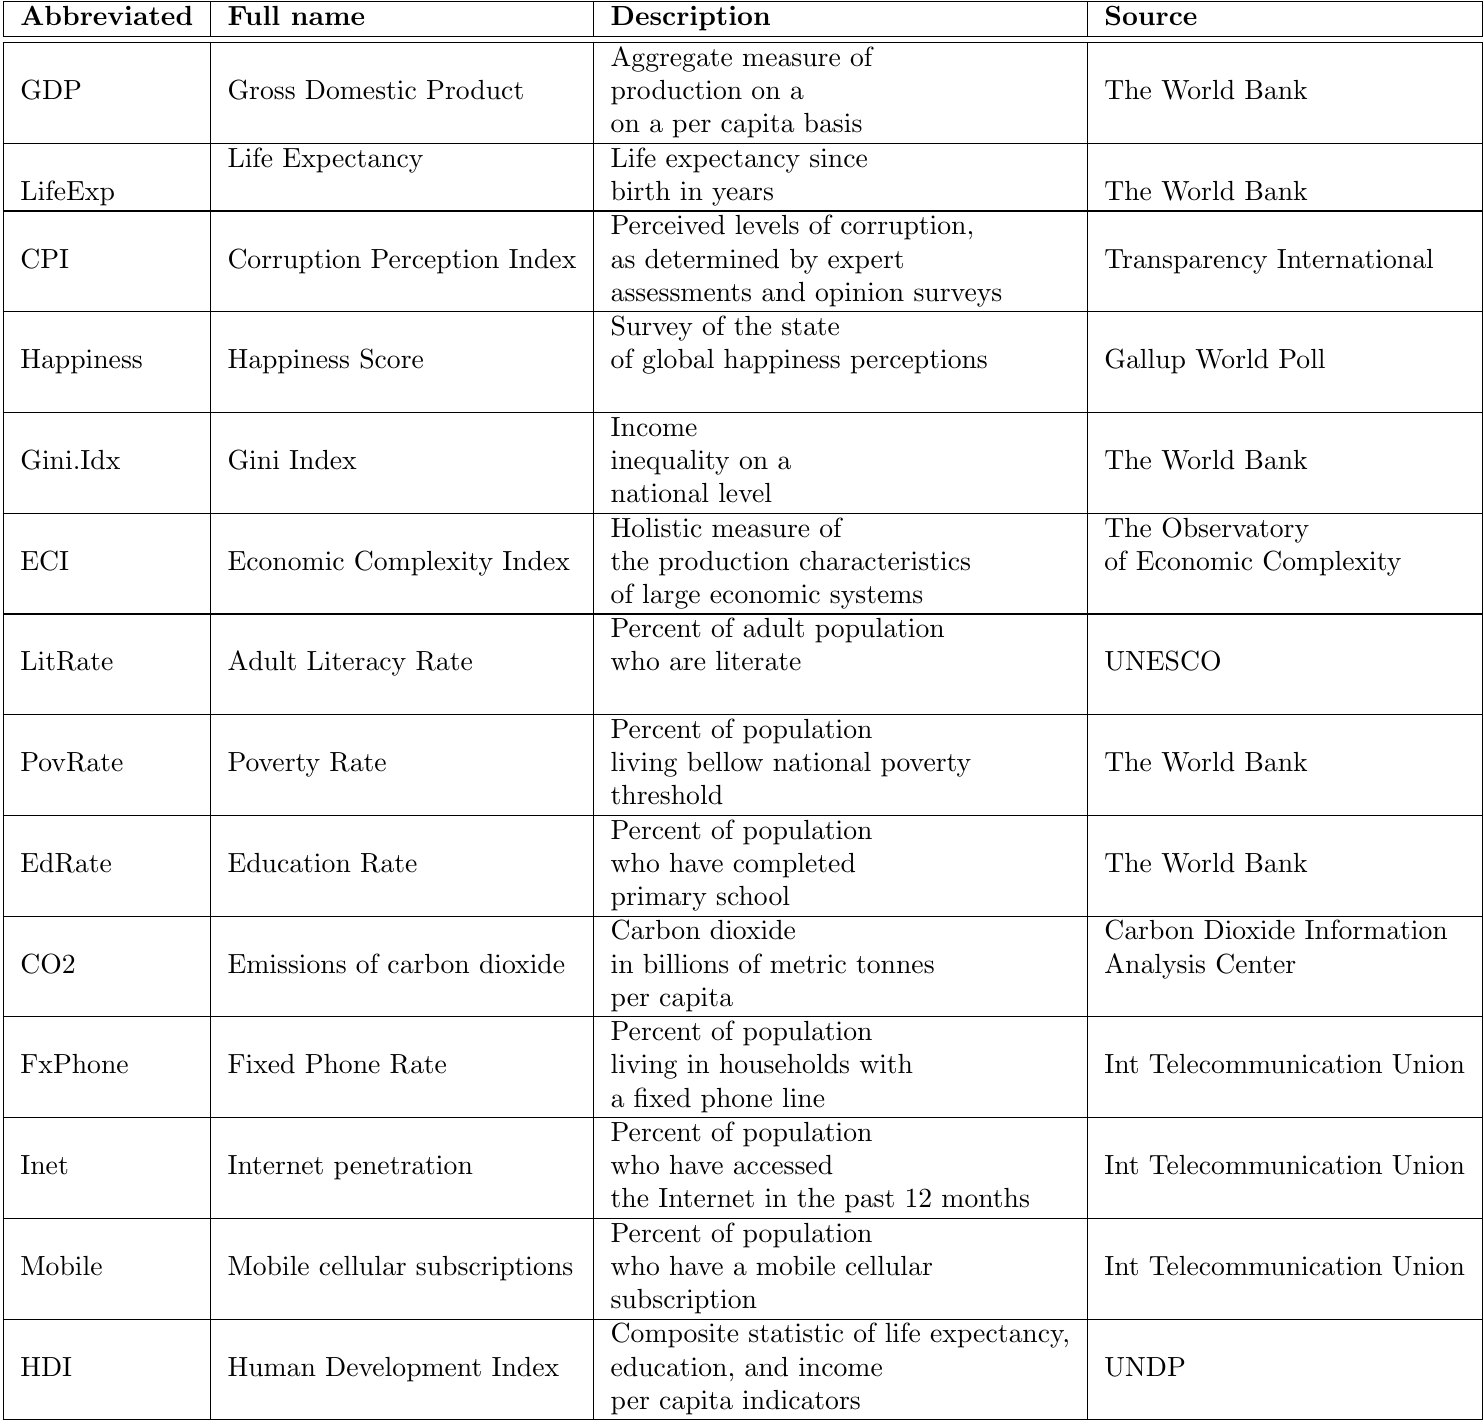 Abbreviated Full name Description Source
Aggregate measure of
GDP Gross Domestic Product production on a The World Bank
on a per capita basis
Life Expectancy Life expectancy since
LifeExp birth in years The World Bank
Perceived levels of corruption,
CPI Corruption Perception Index as determined by expert Transparency International
assessments and opinion surveys
Survey of the state
Happiness Happiness Score of global happiness perceptions Gallup World Poll
Income
Gini.Idx Gini Index inequality on a The World Bank
national level
Holistic measure of The Observatory
ECI Economic Complexity Index the production characteristics of Economic Complexity
of large economic systems
Percent of adult population
LitRate Adult Literacy Rate who are literate UNESCO
Percent of population
PovRate Poverty Rate living bellow national poverty The World Bank
threshold
Percent of population
EdRate Education Rate who have completed The World Bank
primary school
Carbon dioxide Carbon Dioxide Information
CO2 Emissions of carbon dioxide in billions of metric tonnes Analysis Center
per capita
Percent of population
FxPhone Fixed Phone Rate living in households with Int Telecommunication Union
a fixed phone line
Percent of population
Inet Internet penetration who have accessed Int Telecommunication Union
the Internet in the past 12 months
Percent of population
Mobile Mobile cellular subscriptions who have a mobile cellular Int Telecommunication Union
subscription
Composite statistic of life expectancy,
HDI Human Development Index education, and income UNDP
per capita indicators